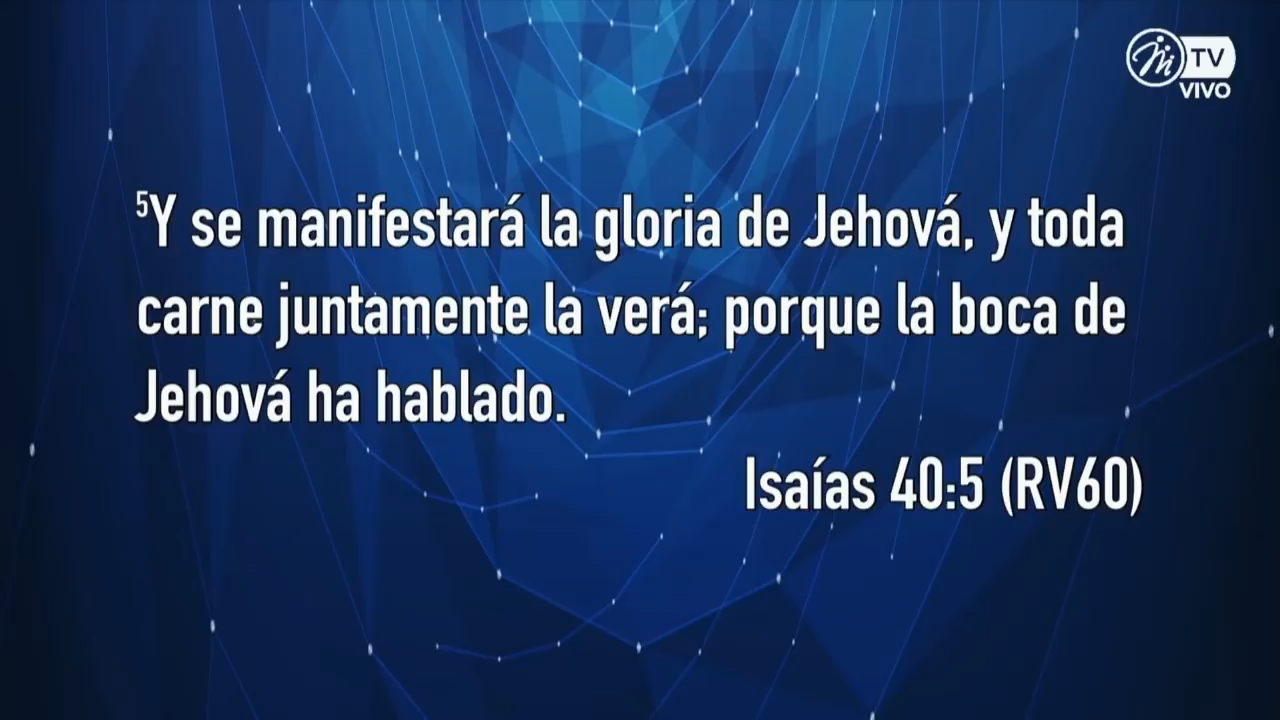 TV
VIVO
⁵Y se manifestará la gloria de Jehová, y toda
carne juntamente la verá; porque la boca de
Jehová ha hablado.
Isaías 40:5 (RV60)